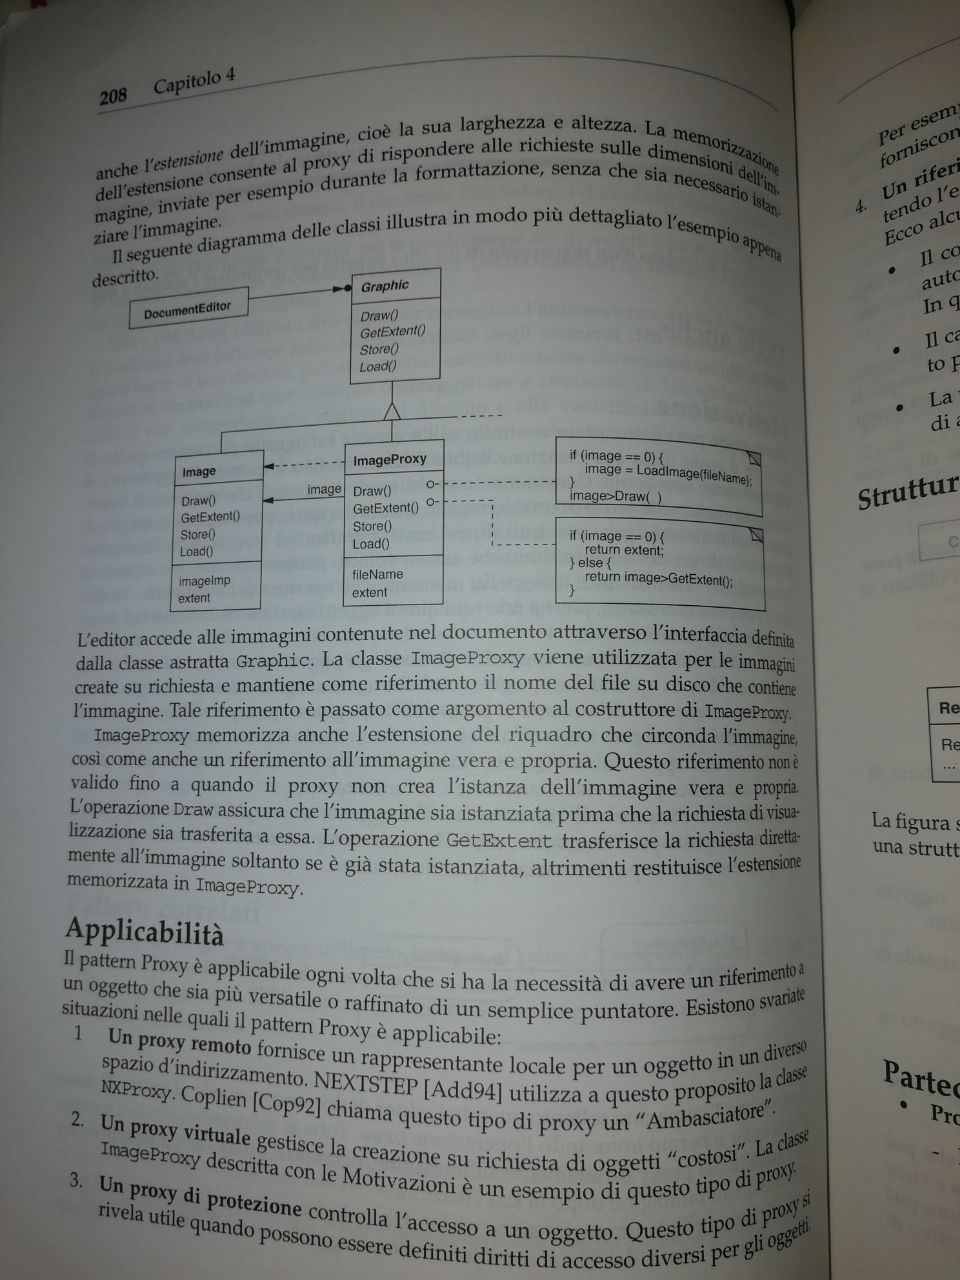 208 Capitolo 4
anche l'estensione dell'immagine, cioè la sua larghezza e altezza. La memorizzazione
dell'estensione consente al proxy di rispondere alle richieste sulle dimensioni dell'im-
magine, inviate per esempio durante la formattazione, senza che sia necessario istan-
ziare l'immagine.
Il seguente diagramma delle classi illustra in modo più dettagliato l'esempio appena
descritto.
DocumentEditor
Graphic
Draw()
GetExtent()
Store()
Load()
Image
Draw()
GetExtent()
Store()
Load()
imageImp
extent
image
ImageProxy
Draw()
GetExtent()
Store()
Load()
fileName
extent
if (image == 0) {
image = LoadImage(fileName);
}
image>Draw( )
if (image == 0) {
return extent;
} else {
return image>GetExtent();
}
L'editor accede alle immagini contenute nel documento attraverso l'interfaccia definita
dalla classe astratta Graphic. La classe ImageProxy viene utilizzata per le immagini
create su richiesta e mantiene come riferimento il nome del file su disco che contiene
l'immagine. Tale riferimento è passato come argomento al costruttore di ImageProxy.
ImageProxy memorizza anche l'estensione del riquadro che circonda l'immagine,
così come anche un riferimento all'immagine vera e propria. Questo riferimento non è
valido fino a quando il proxy non crea l'istanza dell'immagine vera e propria.
L'operazione Draw assicura che l'immagine sia istanziata prima che la richiesta di visua-
lizzazione sia trasferita a essa. L'operazione GetExtent trasferisce la richiesta diretta-
mente all'immagine soltanto se è già stata istanziata, altrimenti restituisce l'estensione
memorizzata in ImageProxy.
Applicabilità
Il pattern Proxy è applicabile ogni volta che si ha la necessità di avere un riferimento a
un oggetto che sia più versatile o raffinato di un semplice puntatore. Esistono svariate
situazioni nelle quali il pattern Proxy è applicabile:
1 Un proxy remoto fornisce un rappresentante locale per un oggetto in un diverso
spazio d'indirizzamento. NEXTSTEP [Add94] utilizza a questo proposito la classe
NXProxy. Coplien [Cop92] chiama questo tipo di proxy un "Ambasciatore".
2. Un proxy virtuale gestisce la creazione su richiesta di oggetti "costosi". La classe
ImageProxy descritta con le Motivazioni è un esempio di questo tipo di proxy.
3. Un proxy di protezione controlla l'accesso a un oggetto. Questo tipo di proxy si
rivela utile quando possono essere definiti diritti di accesso diversi per gli oggetti.
Per esemp
forniscon
4. Un riferi
tendo l'e
Ecco alcu
• Il co
auto
In q
• Il ca
to p
• La
di a
Struttur
C
Re
Re
...
La figura s
una strutt
Partec
• Pro
-